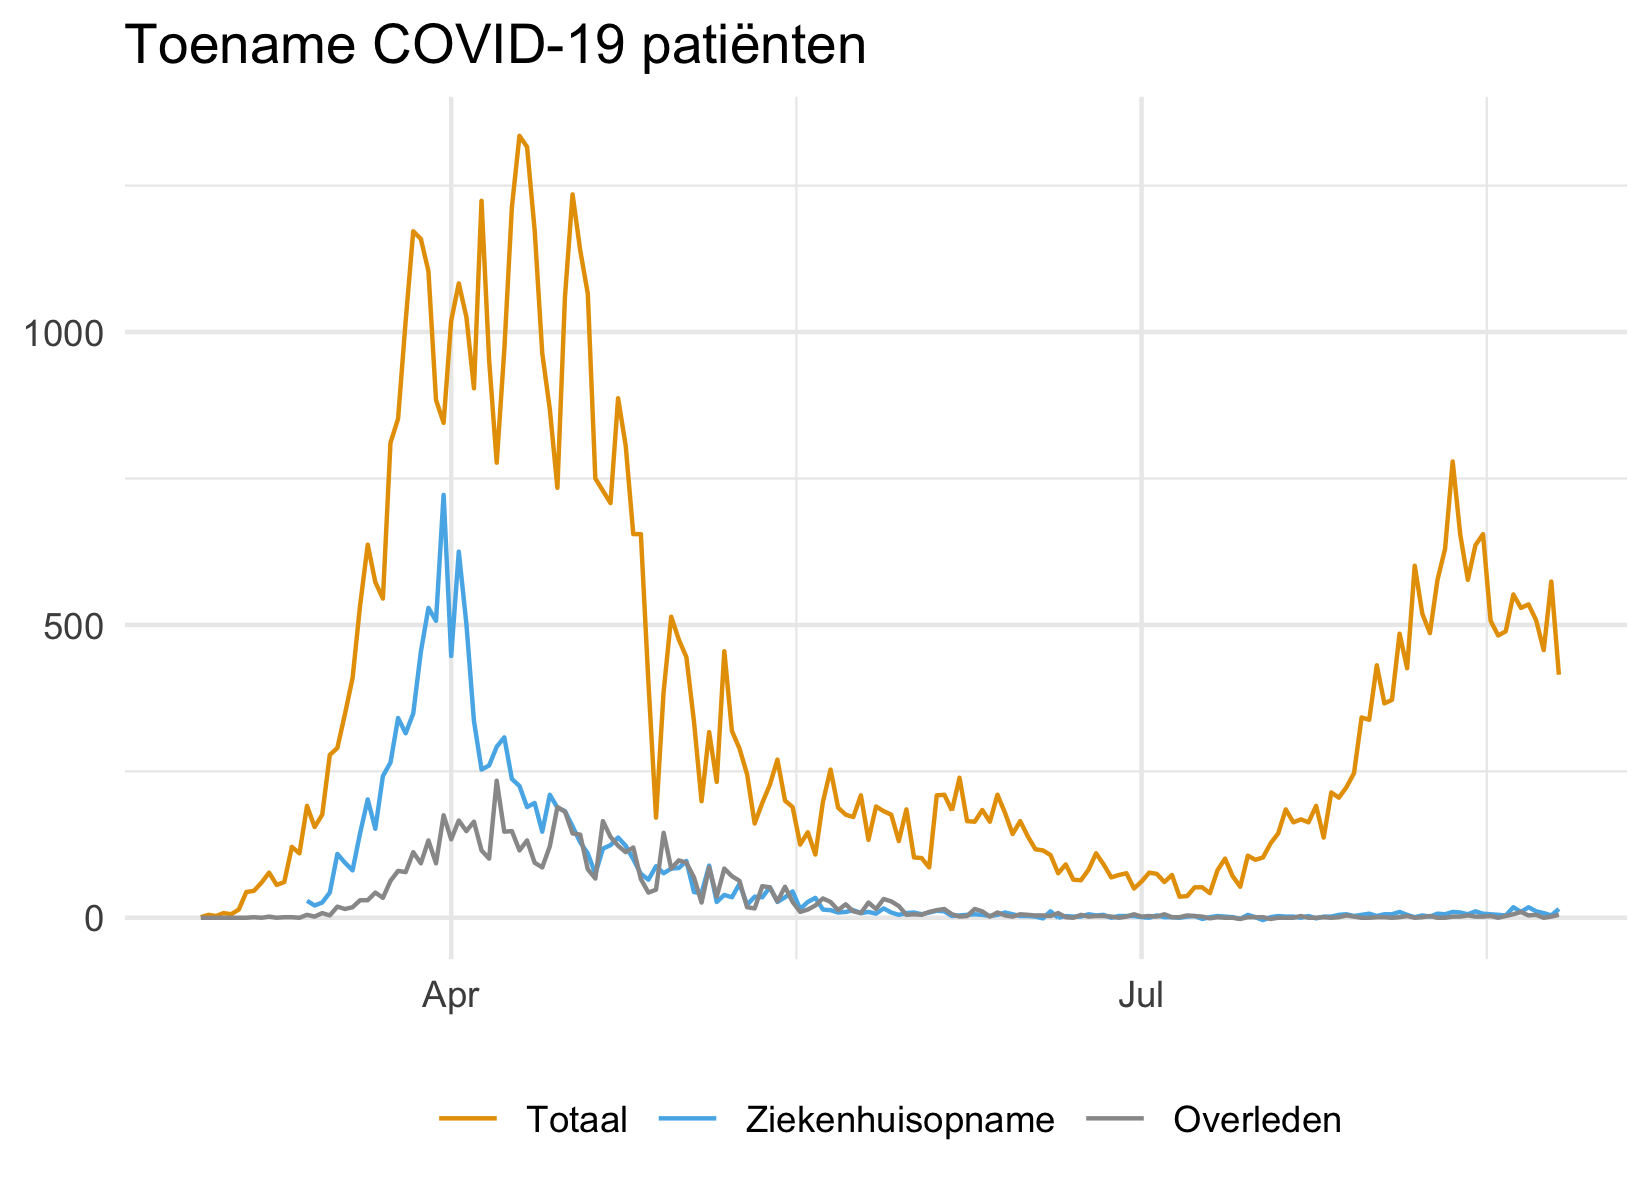 Toename COVID-19 patiënten
1000
500
0
Apr Jul
Totaal Ziekenhuisopname Overleden